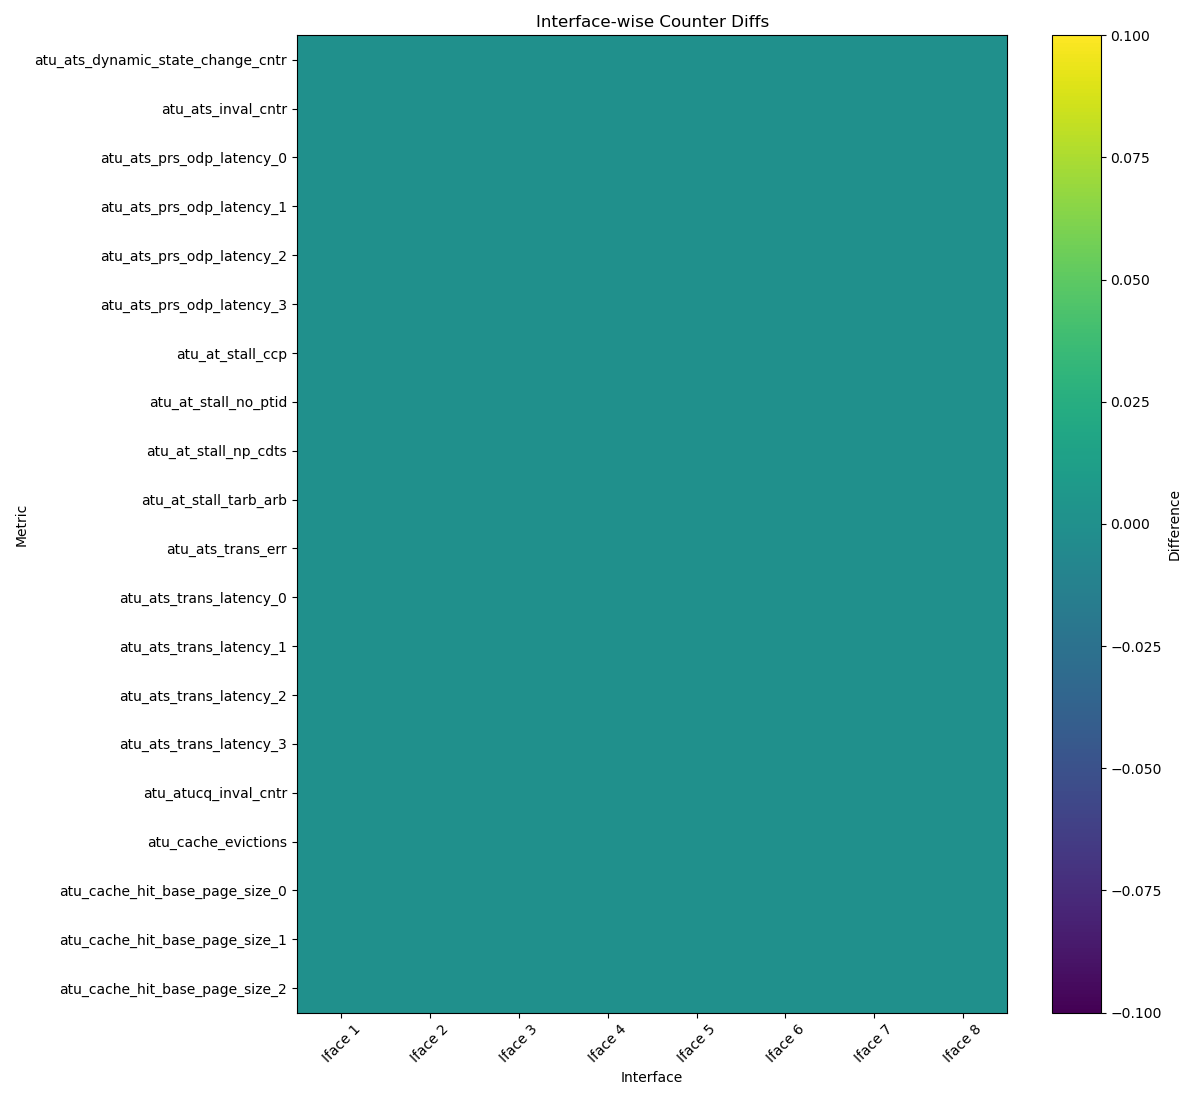 Interface-wise Counter Diffs
Metric
atu_ats_dynamic_state_change_cntr
atu_ats_inval_cntr
atu_ats_prs_odp_latency_0
atu_ats_prs_odp_latency_1
atu_ats_prs_odp_latency_2
atu_ats_prs_odp_latency_3
atu_at_stall_ccp
atu_at_stall_no_ptid
atu_at_stall_np_cdts
atu_at_stall_tarb_arb
atu_ats_trans_err
atu_ats_trans_latency_0
atu_ats_trans_latency_1
atu_ats_trans_latency_2
atu_ats_trans_latency_3
atu_atucq_inval_cntr
atu_cache_evictions
atu_cache_hit_base_page_size_0
atu_cache_hit_base_page_size_1
atu_cache_hit_base_page_size_2
Iface 1
Iface 2
Iface 3
Iface 4
Iface 5
Iface 6
Iface 7
Iface 8
Interface
0.100
0.075
0.050
0.025
0.000
−0.025
−0.050
−0.075
−0.100
Difference